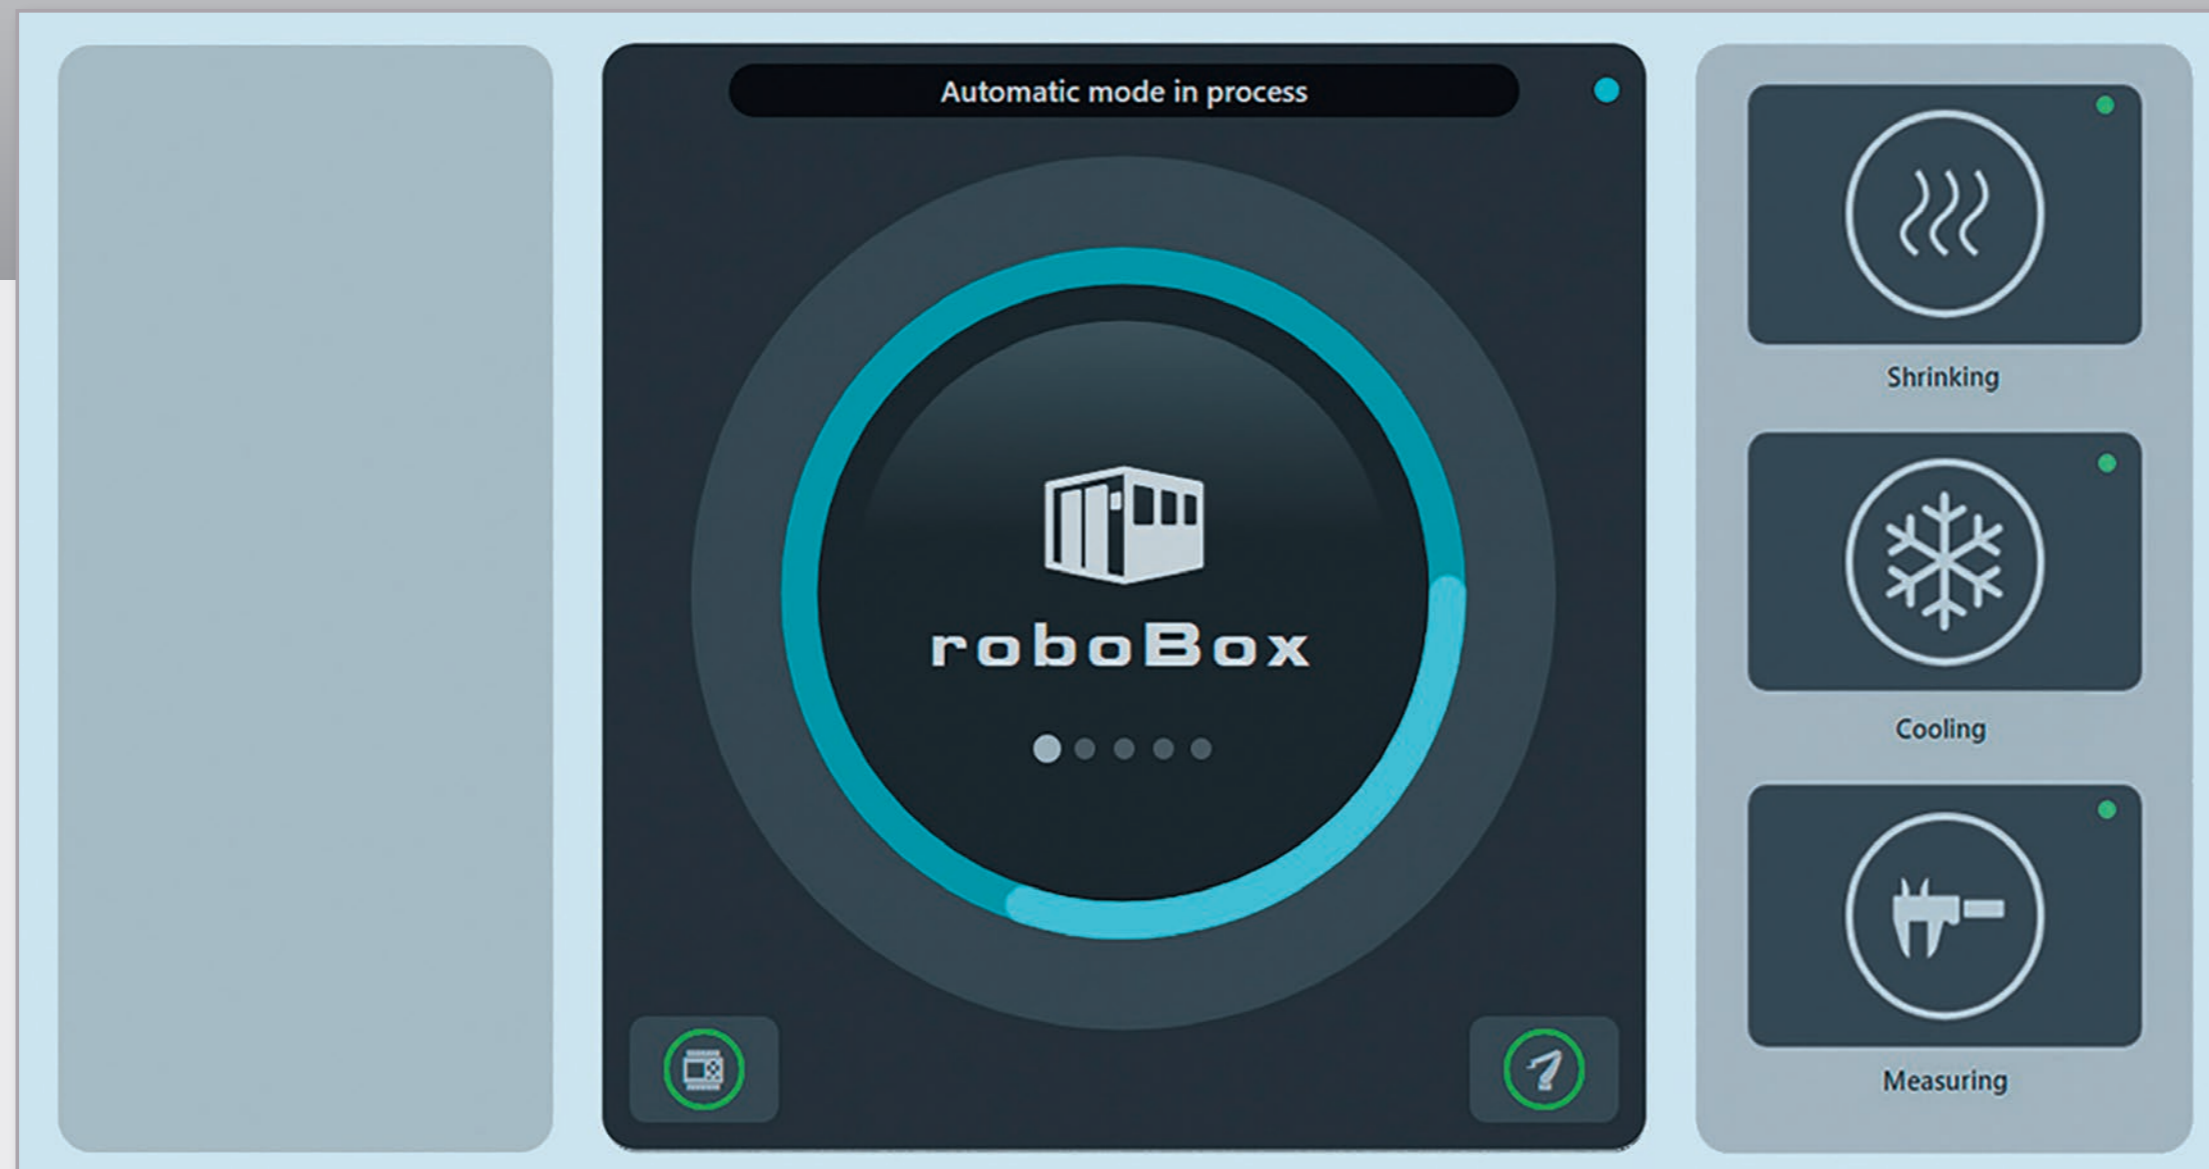 Automatic mode in process
roboBox
Shrinking
Cooling
Measuring